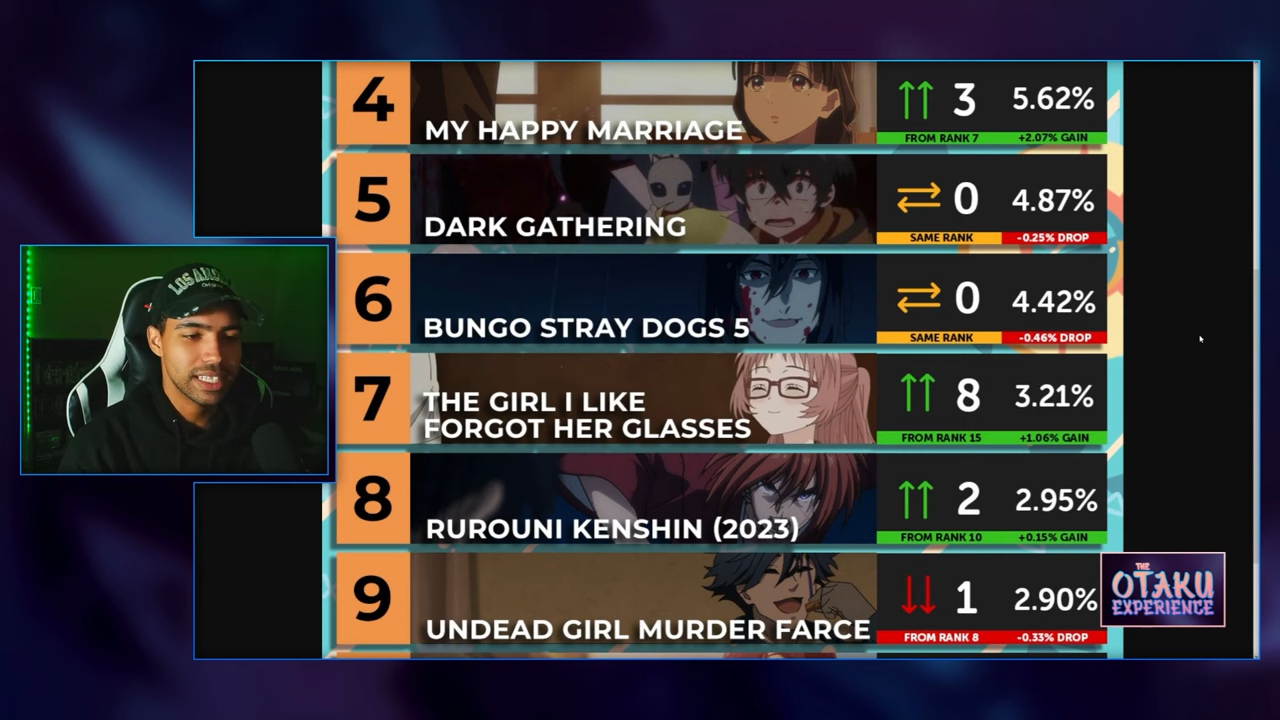 4
MY HAPPY MARRIAGE
3
5.62%
FROM RANK 7
+2.07% GAIN
5
DARK GATHERING
0
4.87%
SAME RANK
-0.25% DROP
6
BUNGO STRAY DOGS 5
0
4.42%
SAME RANK
-0.46% DROP
7
THE GIRL I LIKE
FORGOT HER GLASSES
8
3.21%
FROM RANK 15
+1.06% GAIN
8
RUROUNI KENSHIN (2023)
2
2.95%
FROM RANK 10
+0.15% GAIN
9
UNDEAD GIRL MURDER FARCE
1
2.90%
FROM RANK 8
-0.33% DROP
THE
OTAKU
EXPERIENCE